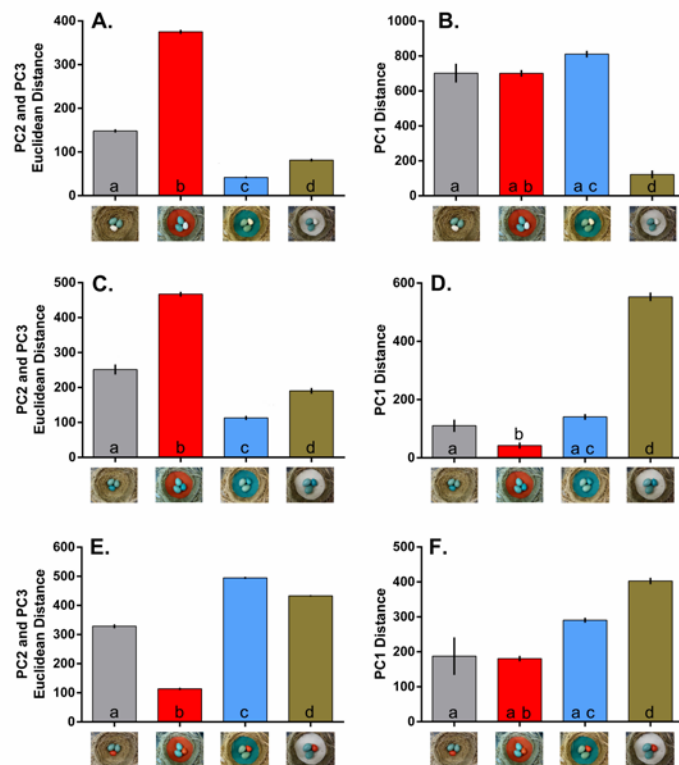 A.
PC2 and PC3
Euclidean Distance
400
300
200
100
0
a
b
c
d
B.
PC1 Distance
1000
800
600
400
200
0
a
a b
a c
d
C.
PC2 and PC3
Euclidean Distance
500
400
300
200
100
0
a
b
c
d
D.
PC1 Distance
600
400
200
0
a
b
a c
d
E.
PC2 and PC3
Euclidean Distance
600
500
400
300
200
100
0
a
b
c
d
F.
PC1 Distance
500
400
300
200
100
0
a
a b
a c
d